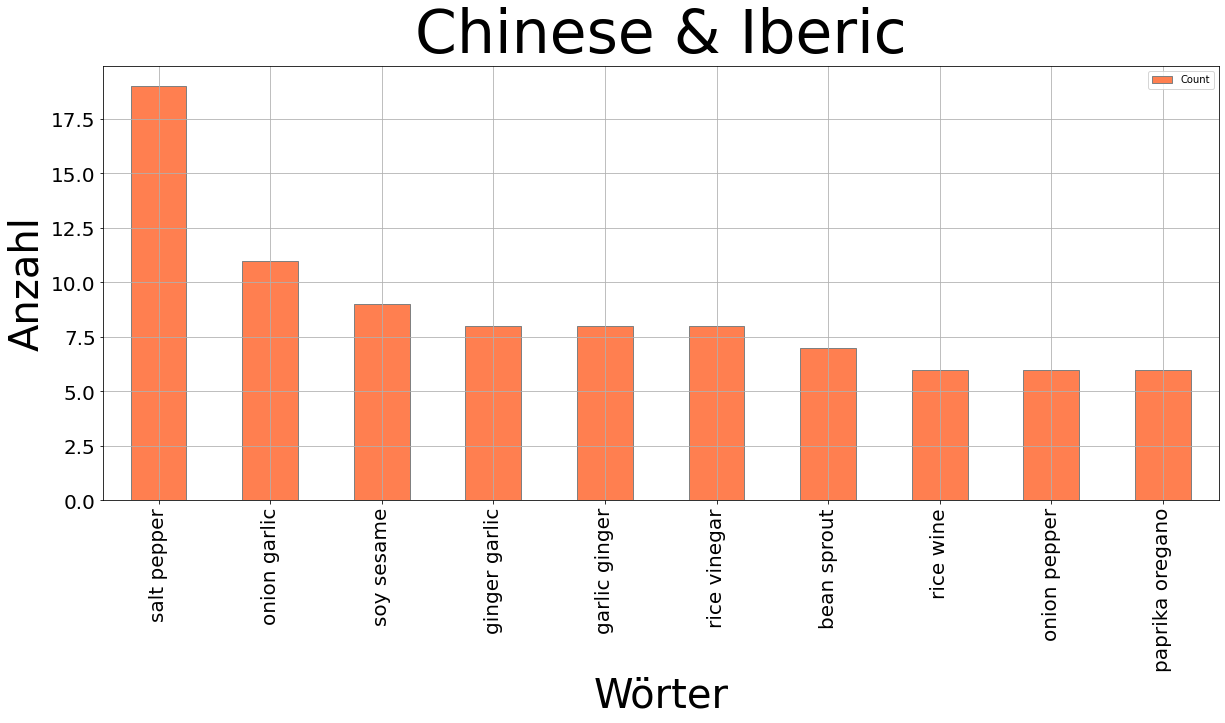 Chinese & Iberic
Count
Anzahl
17.5
15.0
12.5
10.0
7.5
5.0
2.5
0.0
salt pepper
onion garlic
soy sesame
ginger garlic
garlic ginger
rice vinegar
bean sprout
rice wine
onion pepper
paprika oregano
Wörter